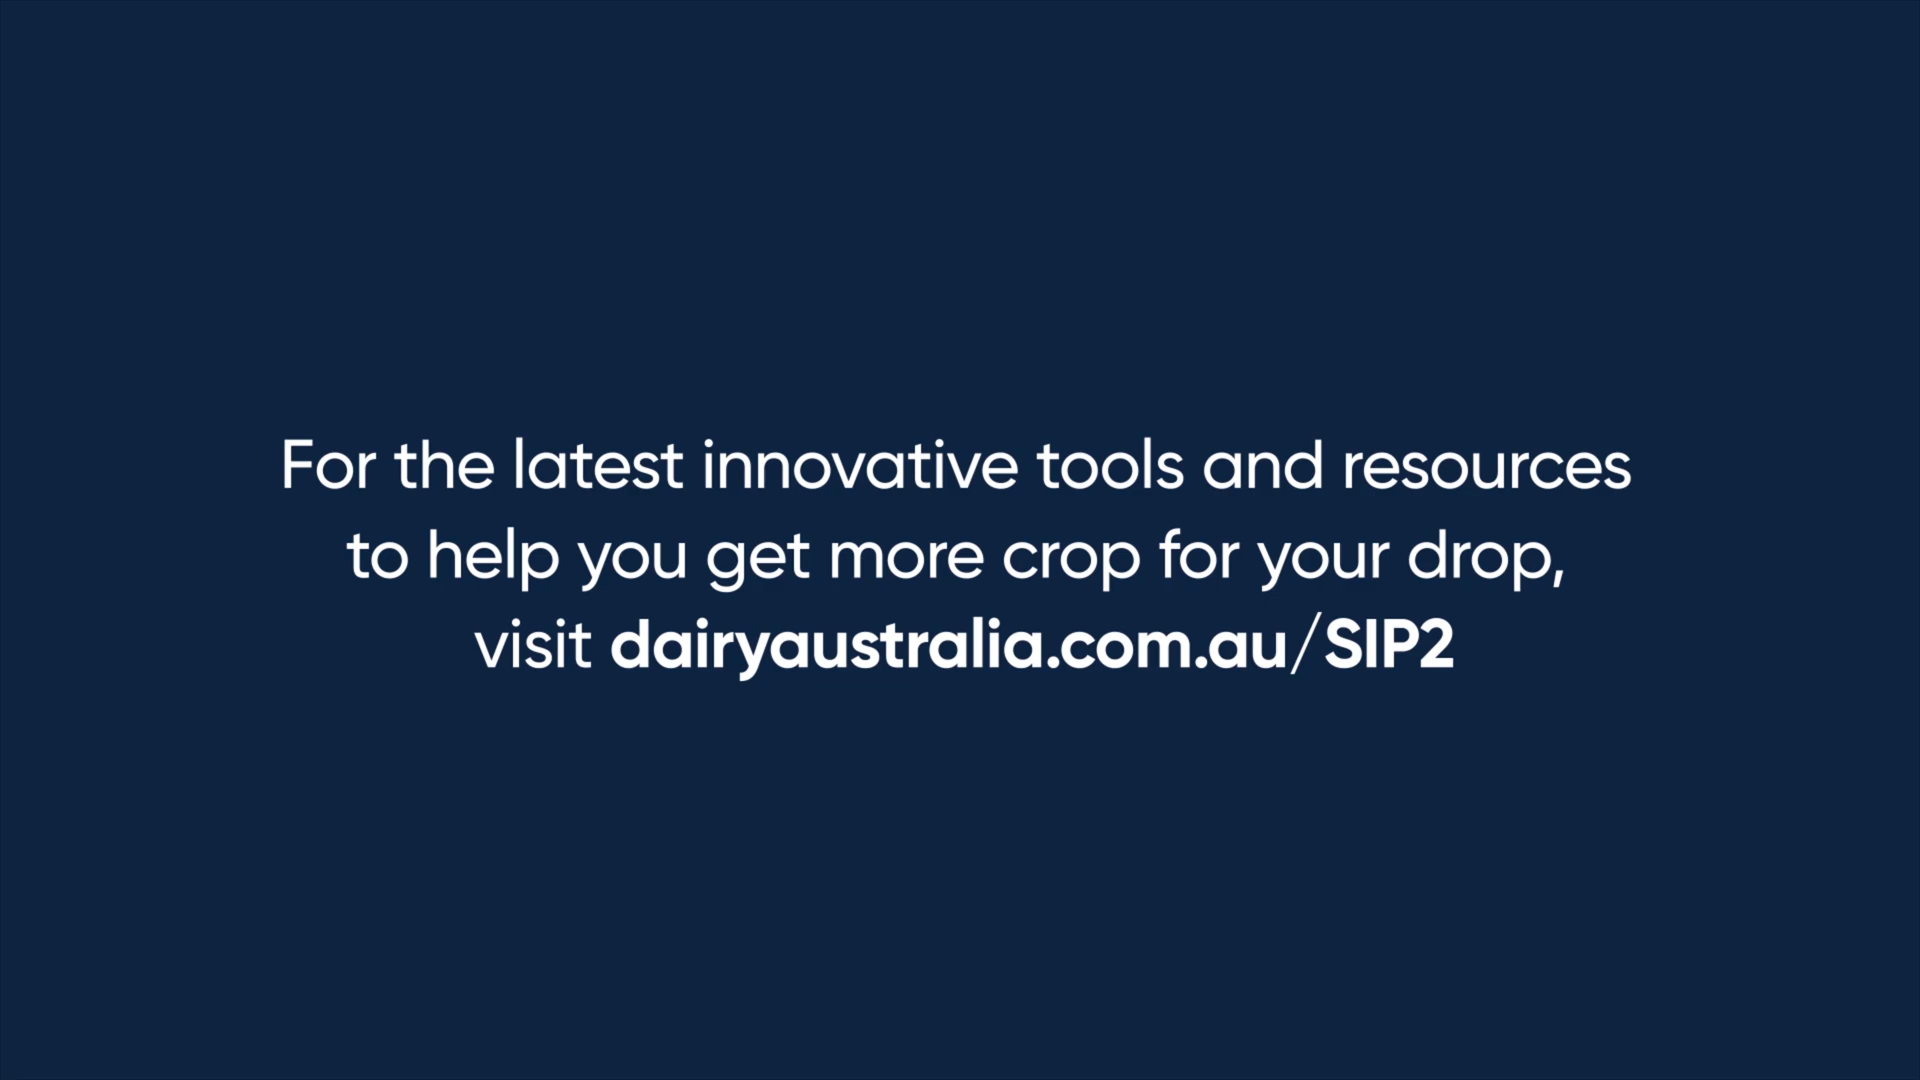 For the latest innovative tools and resources
to help you get more crop for your drop,
visit dairyaustralia.com.au/SIP2